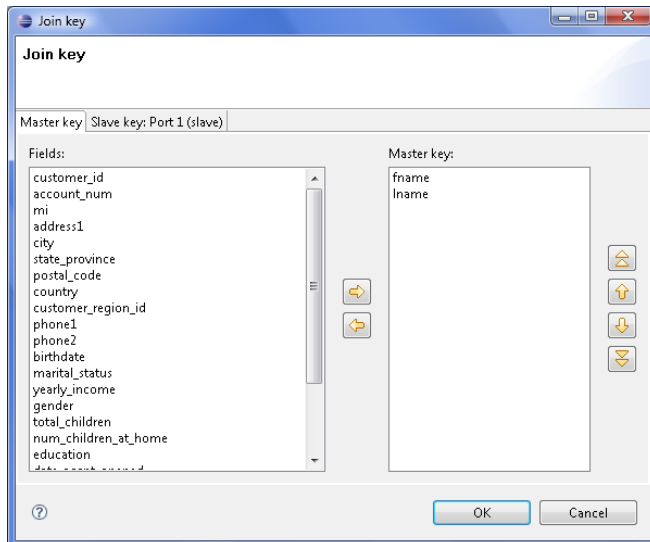 Join key
Join key
Master key
Slave key: Port 1 (slave)
Fields:
customer_id
account_num
mi
address1
city
state_province
postal_code
country
customer_region_id
phone1
phone2
birthdate
marital_status
yearly_income
gender
total_children
num_children_at_home
education
Master key:
fname
lname
OK
Cancel